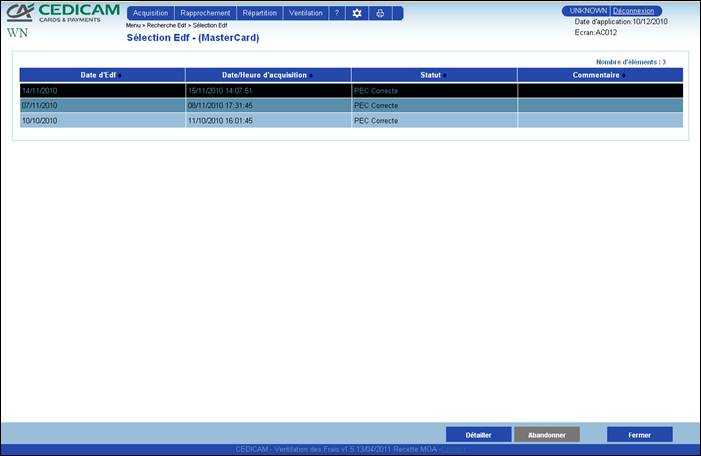 CEDICAM
CARDS & PAYMENTS
WN
Acquisition Rapprochement Répartition Ventilation ?
UNKNOWN Déconnexion
Date d'application:10/12/2010
Ecran:AC012
Menu > Recherche Edf > Sélection Edf
Sélection Edf - (MasterCard)
Nombre d'éléments : 3
Date d'Edf Date/Heure d'acquisition Statut Commentaire
14/11/2010 15/11/2010 14:07:51 PEC Correcte
07/11/2010 08/11/2010 17:31:45 PEC Correcte
10/10/2010 11/10/2010 16:01:45 PEC Correcte
Détailler Abandonner Fermer
CEDICAM - Ventilation des Frais v1.5 13/04/2011 Recette MOA -